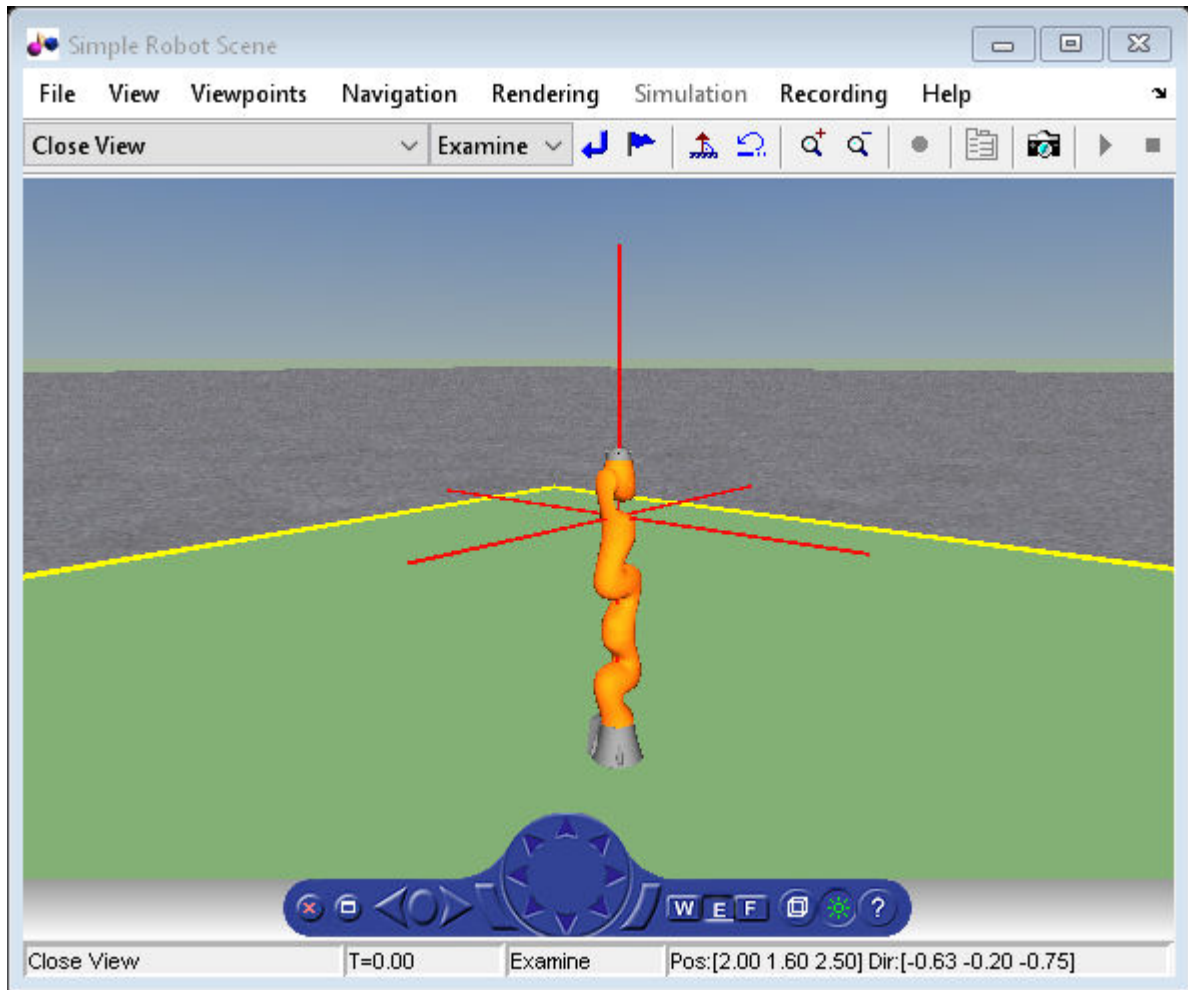 Simple Robot Scene
File View Viewpoints Navigation Rendering Simulation Recording Help
Close View Examine
W E F ?
Close View T=0.00 Examine Pos:[2.00 1.60 2.50] Dir:[-0.63 -0.20 -0.75]